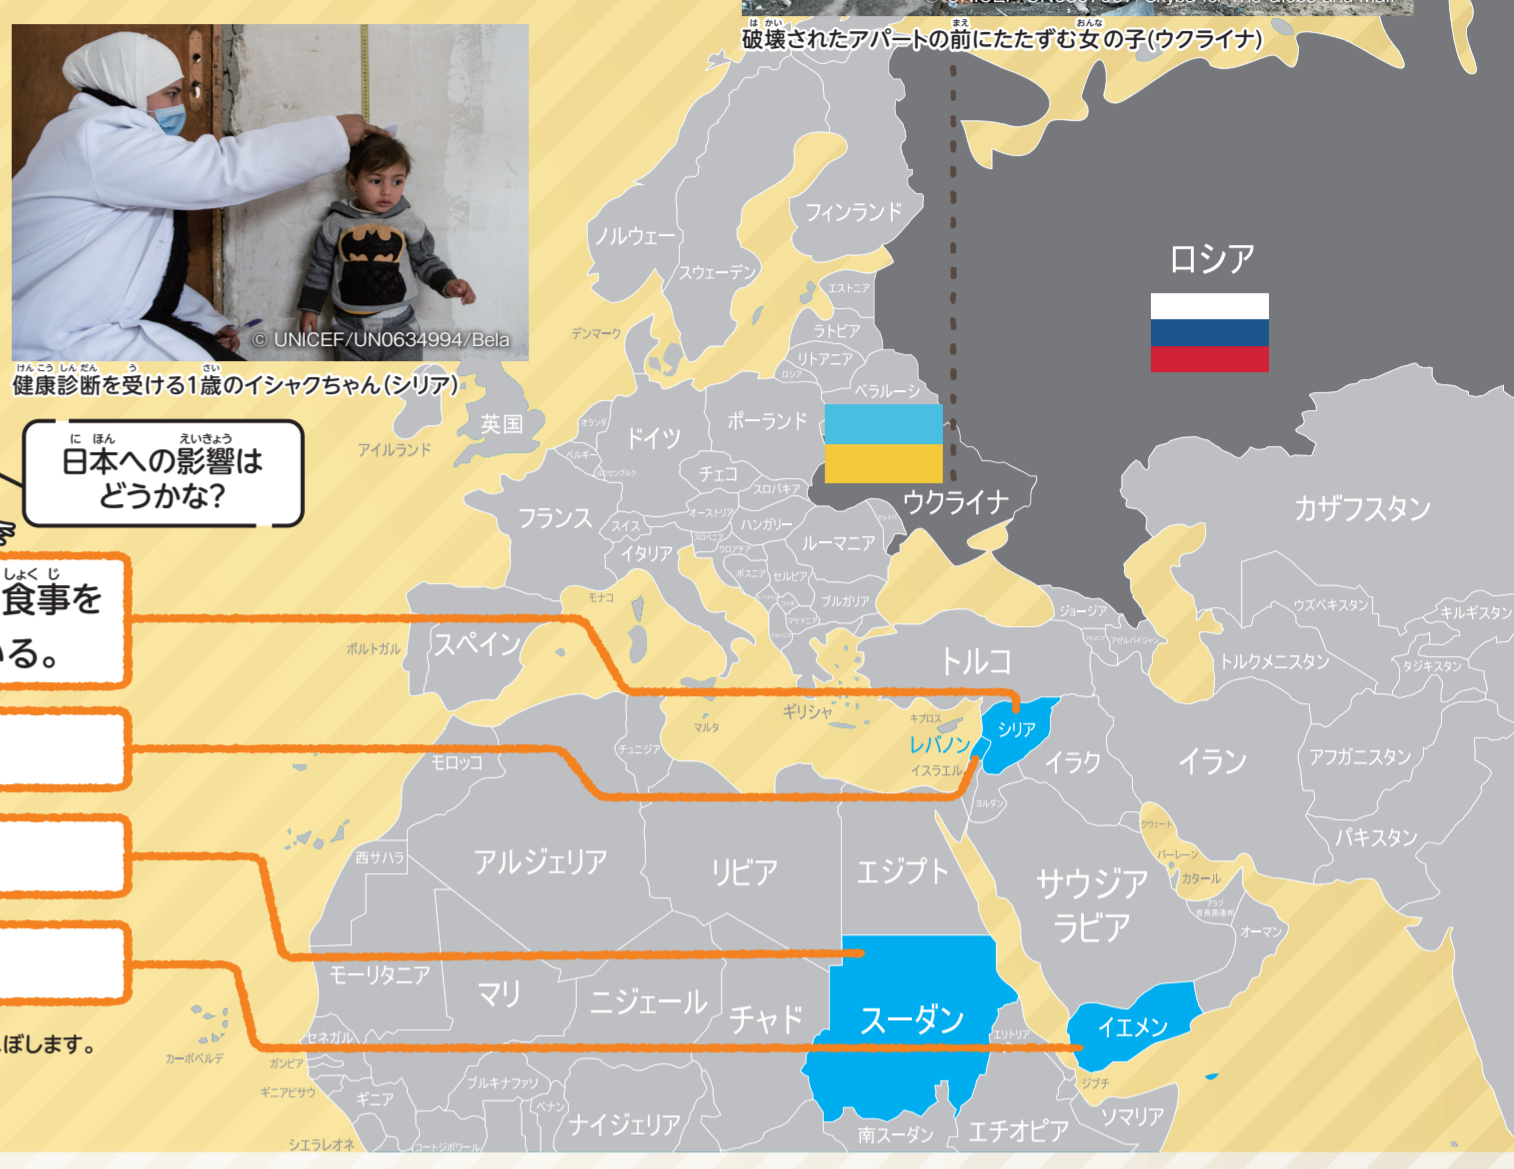 破壊されたアパートの前にたたずむ女の子(ウクライナ)
© UNICEF/UN0634994/Bela
健康診断を受ける1歳のイシャクちゃん(シリア)
日本への影響は
どうかな?
食事を
いる。
ぼします。
ロシア
フィンランド
ノルウェー
スウェーデン
エストニア
デンマーク
ラトビア
リトアニア
ロシア
ベラルーシ
アイルランド
英国
オランダ
ドイツ
ポーランド
ベルギー
ルクセンブルク
チェコ
スロバキア
ウクライナ
カザフスタン
フランス
スイス
オーストリア
ハンガリー
スロベニア
クロアチア
ルーマニア
イタリア
ボスニア
セルビア
モナコ
ブルガリア
マケドニア
ジョージア
アゼルバイジャン
ウズベキスタン
キルギスタン
ポルトガル
スペイン
トルコ
トルクメニスタン
タジキスタン
ギリシャ
マルタ
キプロス
シリア
レバノン
イスラエル
イラク
イラン
アフガニスタン
モロッコ
チュニジア
ヨルダン
クウェート
パキスタン
西サハラ
アルジェリア
リビア
エジプト
サウジア
ラビア
バーレーン
カタール
アラブ
首長国連邦
オーマン
モーリタニア
マリ
ニジェール
チャド
スーダン
エリトリア
イエメン
カーボベルデ
セネガル
ガンビア
ギニアビサウ
ギニア
ブルキナファソ
ベナン
ナイジェリア
ジブチ
ソマリア
シエラレオネ
コートジボワール
南スーダン
エチオピア